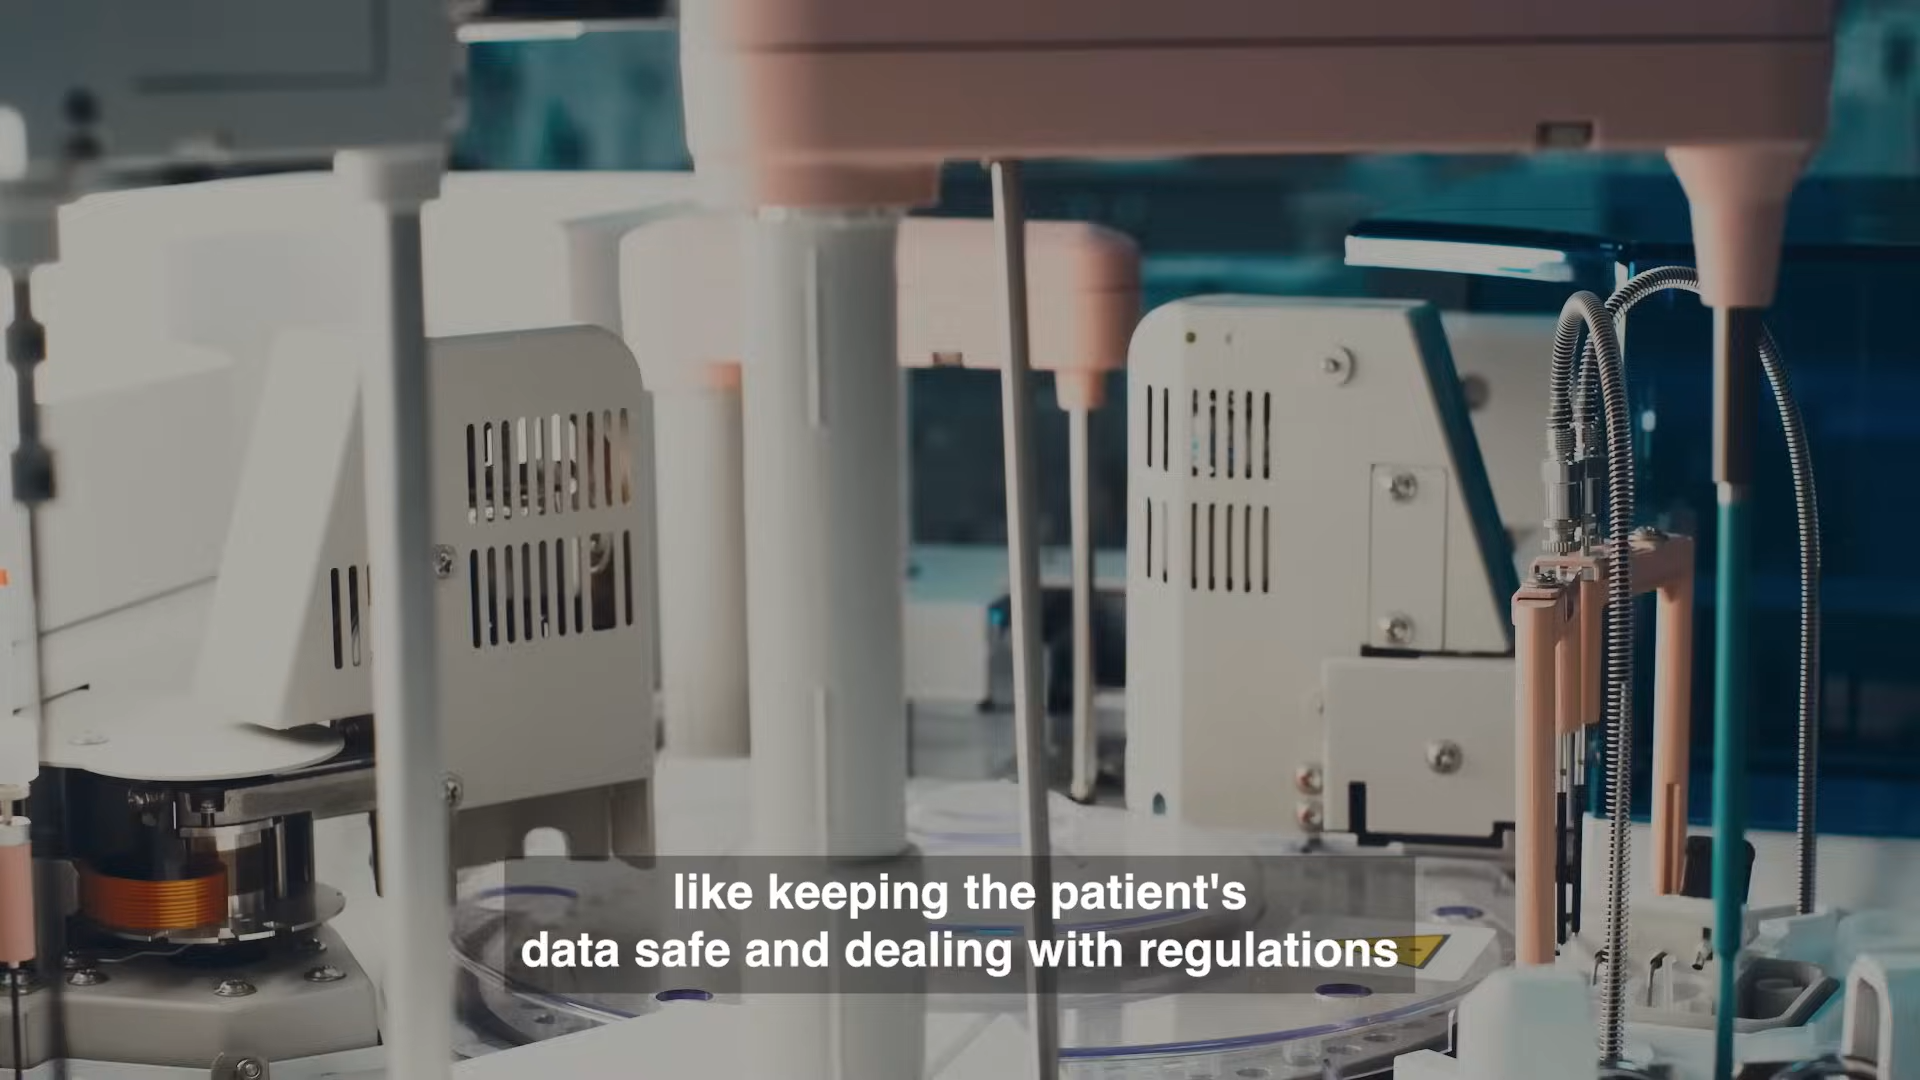 like keeping the patient's
data safe and dealing with regulations